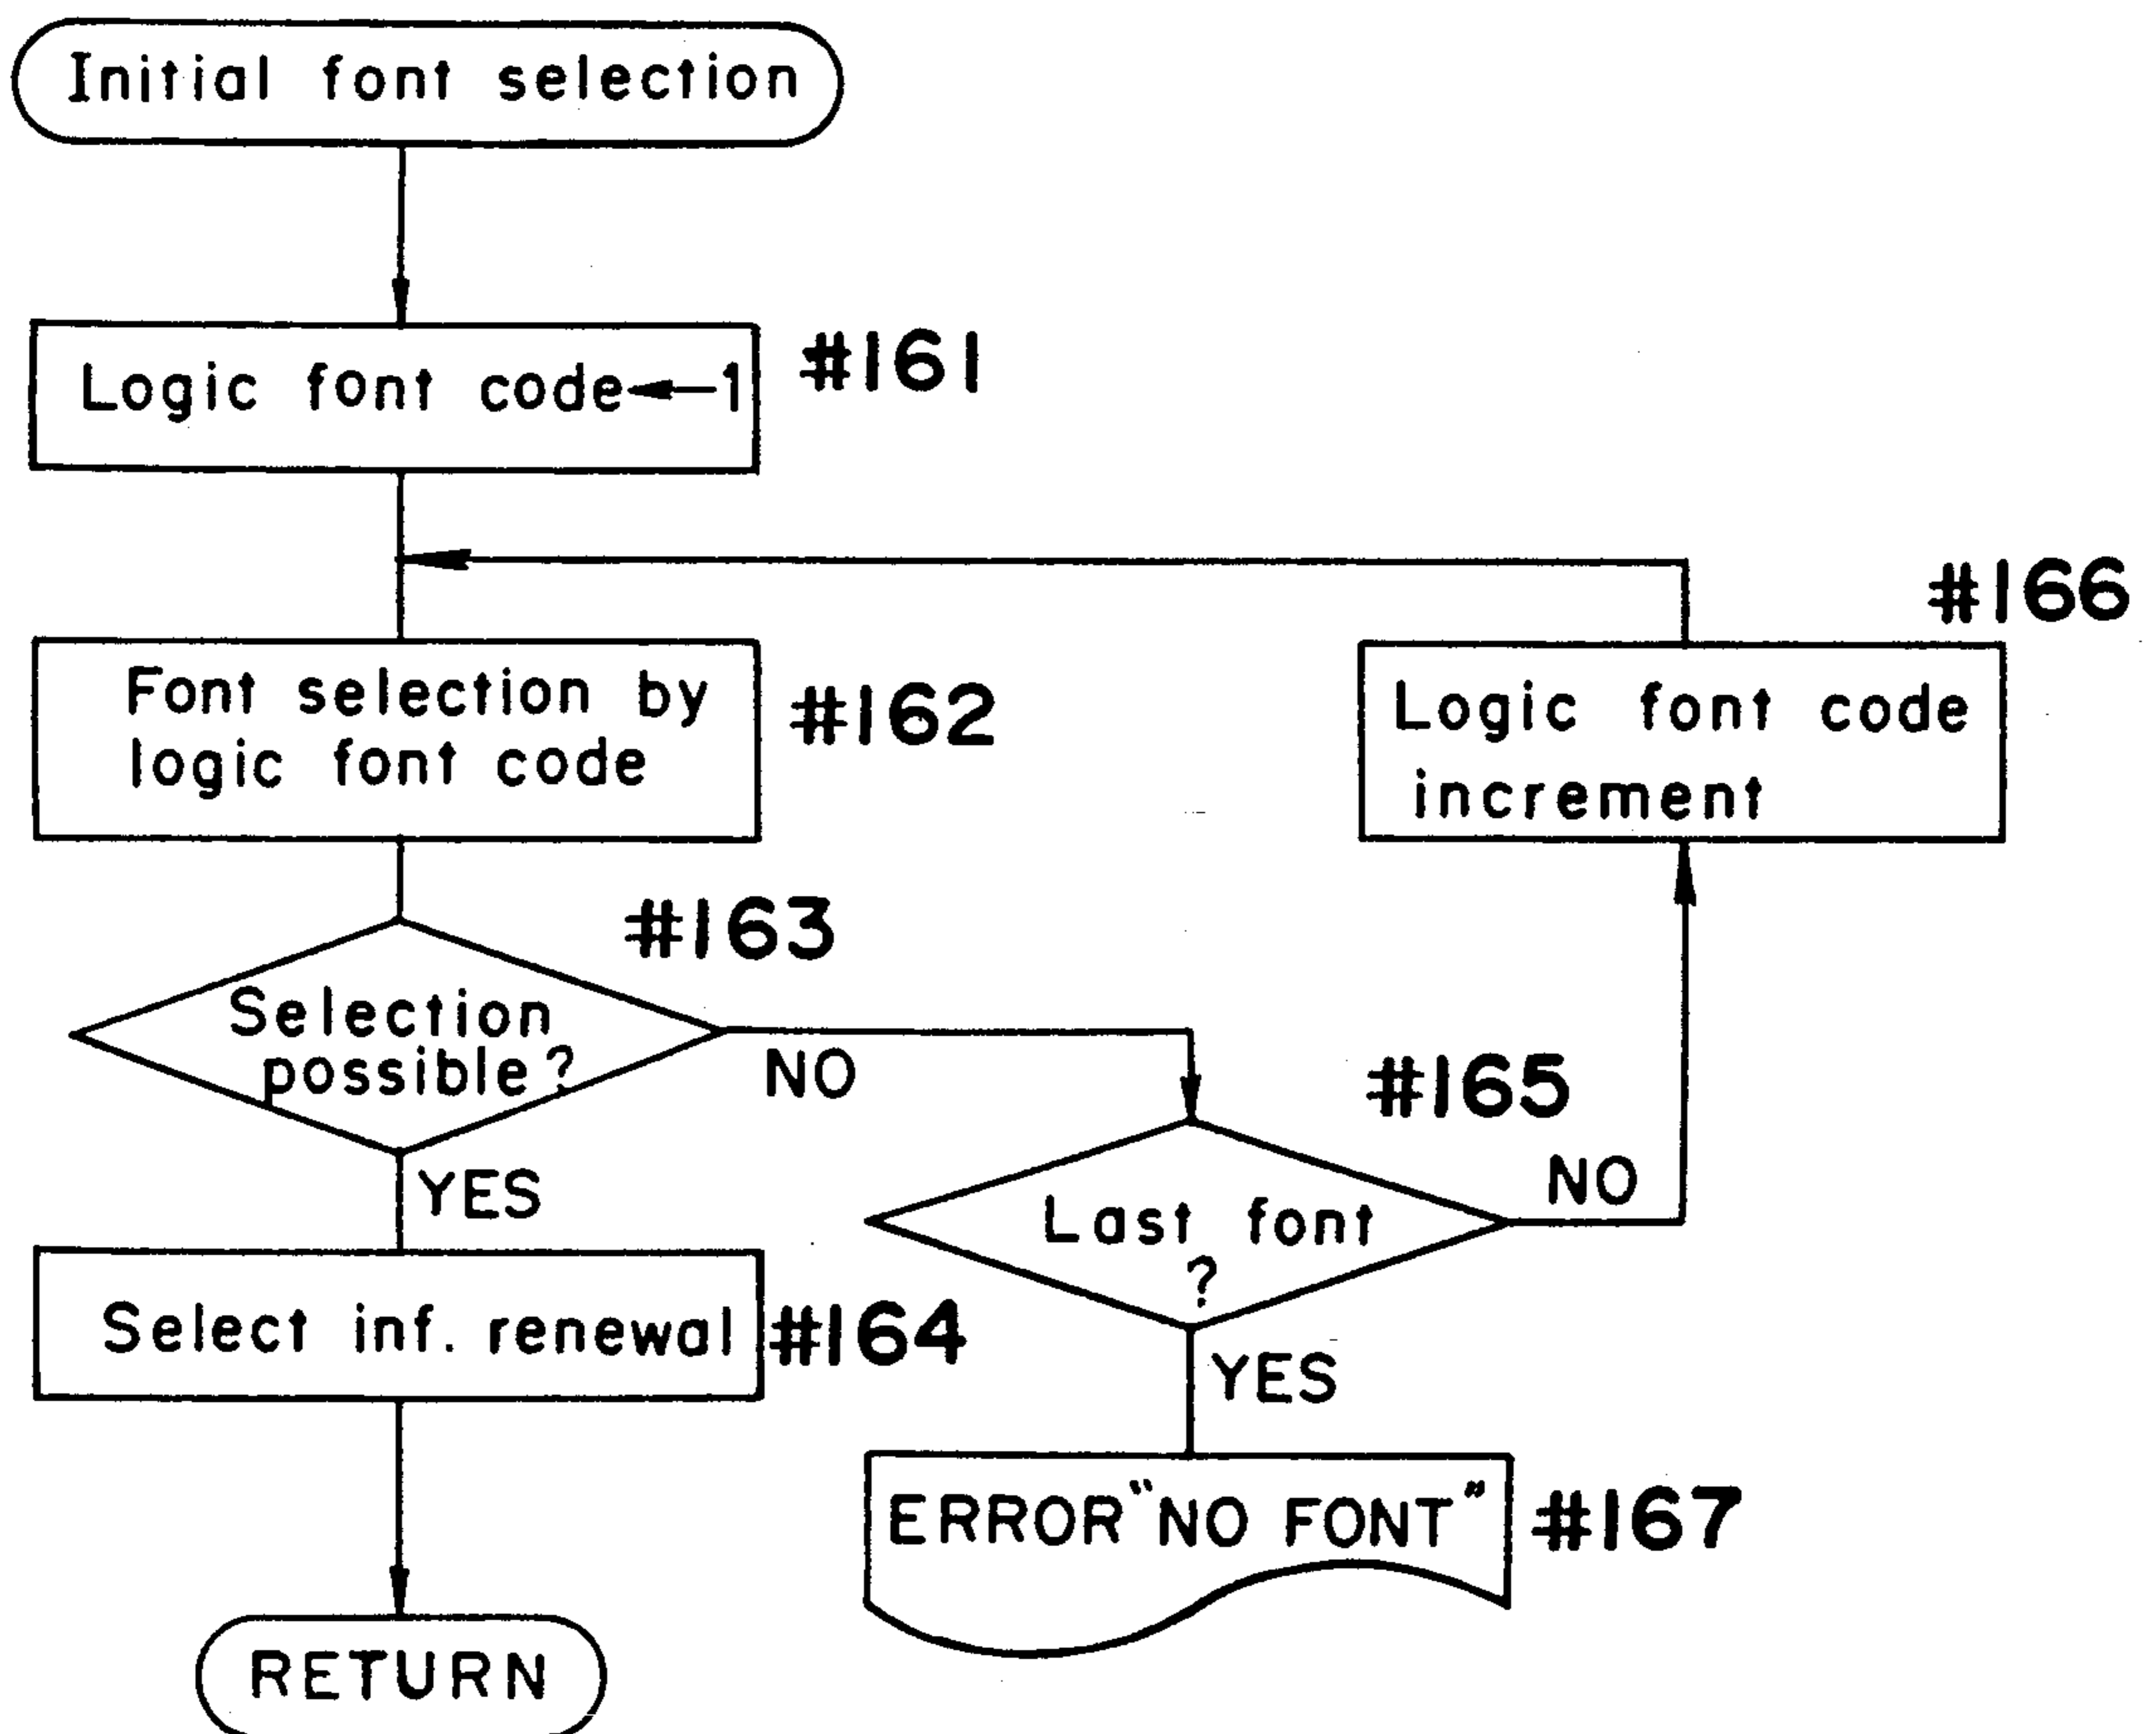 Initial font selection
Logic font code←1
#161
#166
Font selection by
logic font code
#162
Logic font code
increment
#163
Selection
possible?
NO
#165
YES
NO
Last font
?
Select inf. renewal
#164
YES
ERROR"NO FONT"
#167
RETURN